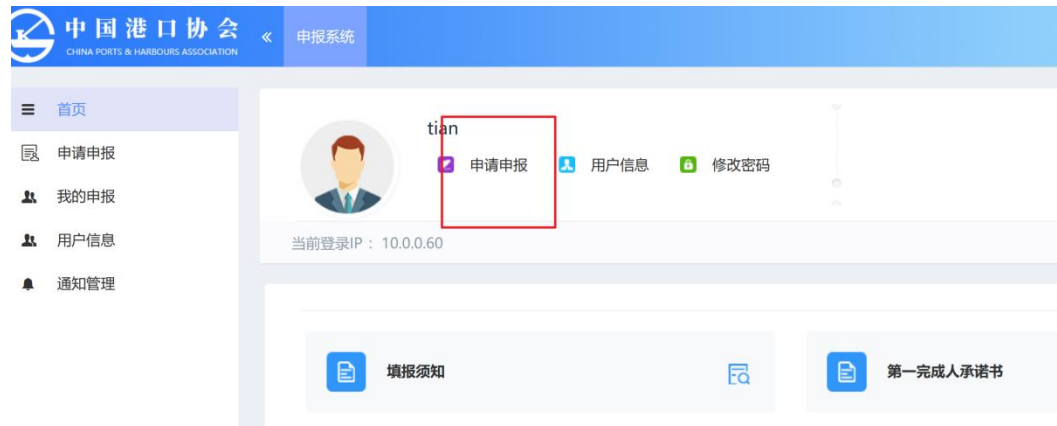 中国港口协会
CHINA PORTS & HARBOURS ASSOCIATION
« 申报系统
首页
申请申报
我的申报
用户信息
通知管理
tian
申请申报 用户信息 修改密码
当前登录IP : 10.0.0.60
填报须知 第一完成人承诺书